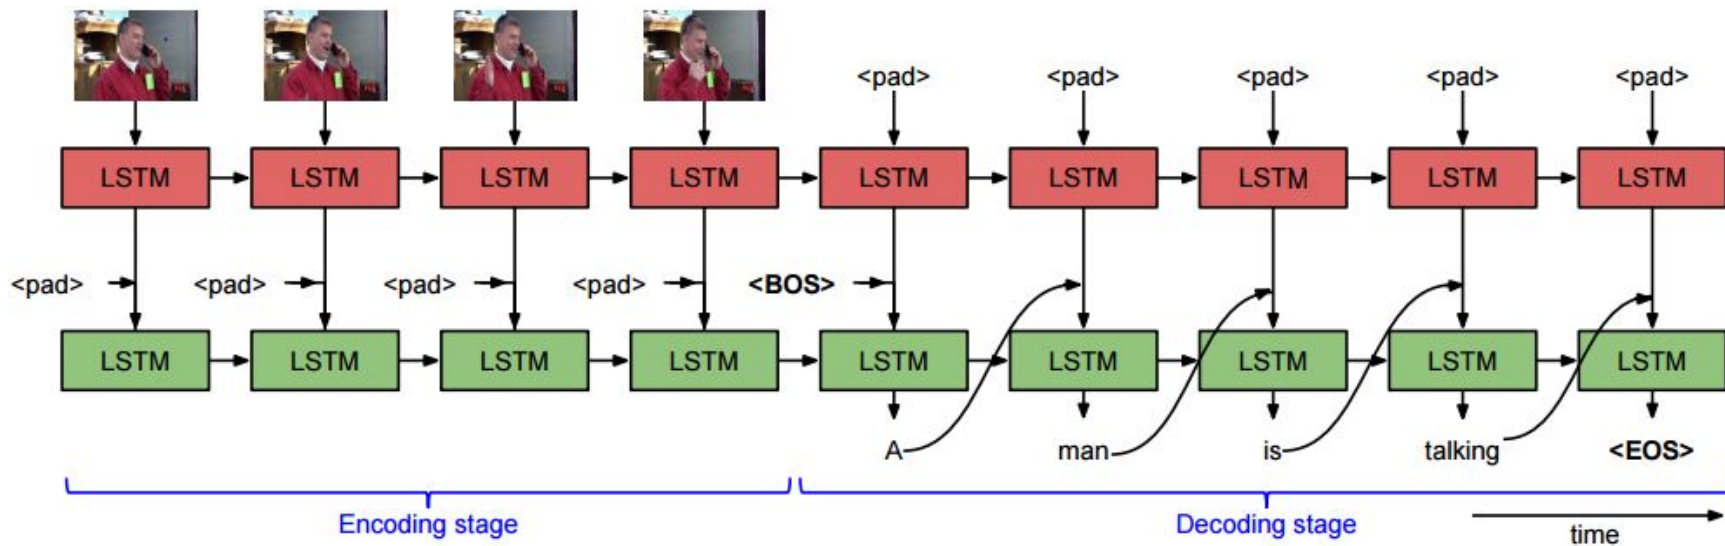 <pad> <pad> <pad> <pad> <pad>
LSTM LSTM LSTM LSTM LSTM LSTM LSTM LSTM LSTM
<pad> <pad> <pad> <pad> <BOS>
LSTM LSTM LSTM LSTM LSTM LSTM LSTM LSTM LSTM
A man is talking <EOS>
Encoding stage Decoding stage
time